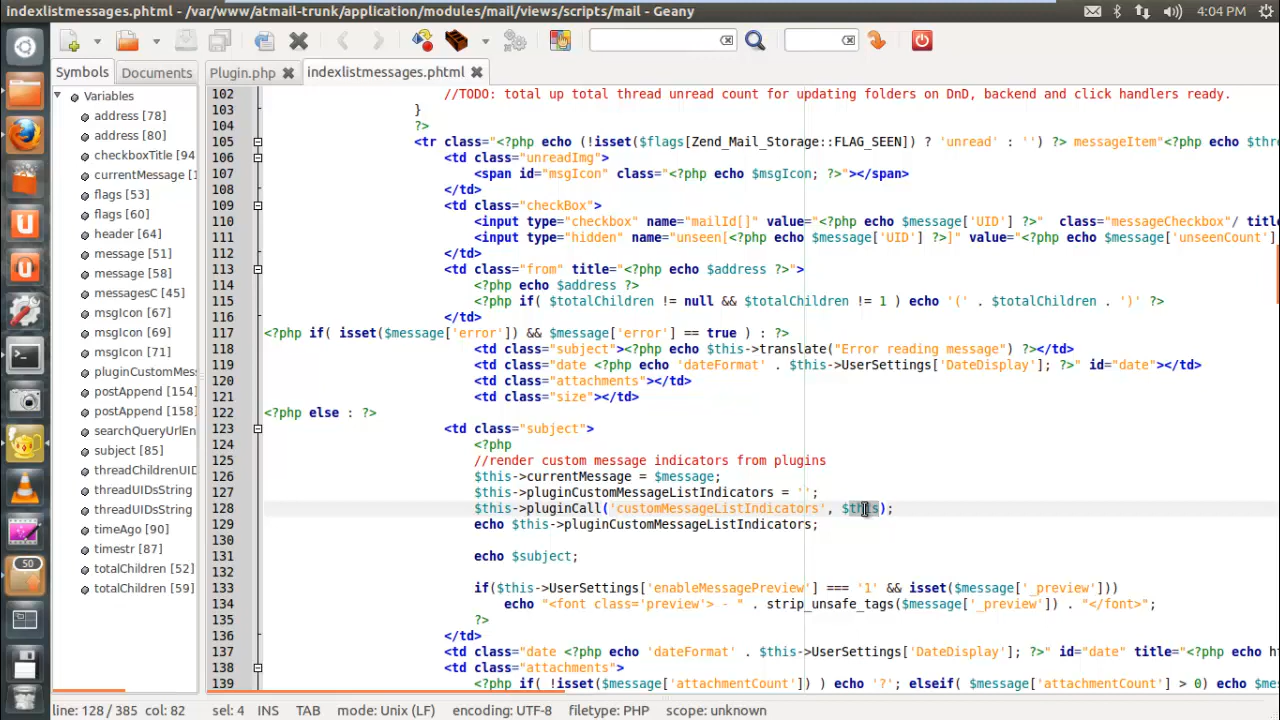 indexlistmessages.phtml - /var/www/atmail-trunk/application/modules/mail/views/scripts/mail - Geany
4:04 PM
Symbols
Documents
Plugin.php
indexlistmessages.phtml
Variables
address [78]
address [80]
checkboxTitle [94
currentMessage [1
flags [53]
flags [60]
header [64]
message [51]
message [58]
messagesC [45]
msgIcon [67]
msgIcon [69]
msgIcon [71]
pluginCustomMess
postAppend [154]
postAppend [158]
searchQueryUrlEn
subject [85]
threadChildrenUID
threadUIDsString
threadUIDsString
timeAgo [90]
timestr [87]
totalChildren [52]
totalChildren [59]
50
102 //TODO: total up total thread unread count for updating folders on DnD, backend and click handlers ready.
103 }
104 ?>
105 <tr class="<?php echo (!isset($flags[Zend_Mail_Storage::FLAG_SEEN]) ? 'unread' : '') ?> messageItem"<?php echo $thre
106 <td class="unreadImg">
107 <span id="msgIcon" class="<?php echo $msgIcon; ?>"></span>
108 </td>
109 <td class="checkBox">
110 <input type="checkbox" name="mailId[]" value="<?php echo $message['UID'] ?>"  class="messageCheckbox"/ titl
111 <input type="hidden" name="unseen[<?php echo $message['UID'] ?>]" value="<?php echo $message['unseenCount']
112 </td>
113 <td class="from" title="<?php echo $address ?>">
114 <?php echo $address ?>
115 <?php if( $totalChildren != null && $totalChildren != 1 ) echo '(' . $totalChildren . ')' ?>
116 </td>
117 <?php if( isset($message['error']) && $message['error'] == true ) : ?>
118 <td class="subject"><?php echo $this->translate("Error reading message") ?></td>
119 <td class="date <?php echo 'dateFormat' . $this->UserSettings['DateDisplay']; ?>" id="date"></td>
120 <td class="attachments"></td>
121 <td class="size"></td>
122 <?php else : ?>
123 <td class="subject">
124 <?php
125 //render custom message indicators from plugins
126 $this->currentMessage = $message;
127 $this->pluginCustomMessageListIndicators = '';
128 $this->pluginCall('customMessageListIndicators', $this);
129 echo $this->pluginCustomMessageListIndicators;
130
131 echo $subject;
132
133 if($this->UserSettings['enableMessagePreview'] === '1' && isset($message['_preview']))
134 echo "<font class='preview'> - " . strip_unsafe_tags($message['_preview']) . "</font>";
135 ?>
136 </td>
137 <td class="date <?php echo 'dateFormat' . $this->UserSettings['DateDisplay']; ?>" id="date" title="<?php echo ht
138 <td class="attachments">
139 <?php if( !isset($message['attachmentCount']) ) echo '?'; elseif( $message['attachmentCount'] > 0) echo "<im
line: 128 / 385 col: 82 sel: 4 INS TAB mode: Unix (LF) encoding: UTF-8 filetype: PHP scope: unknown